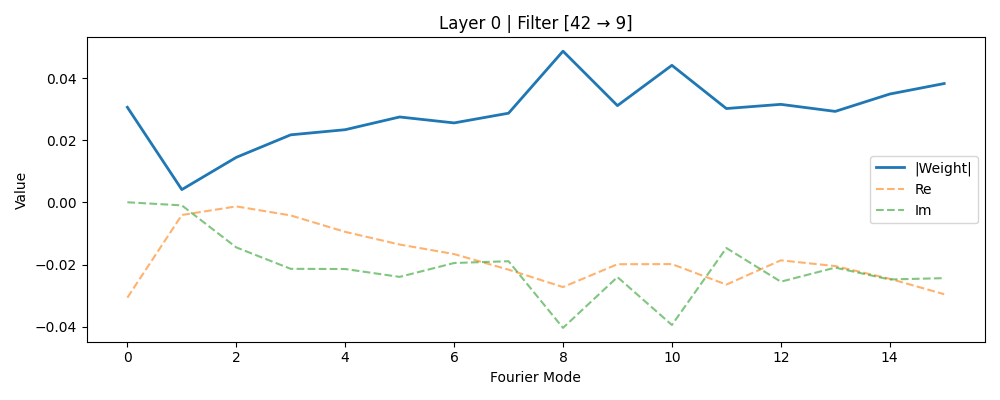 Layer 0 | Filter [42 → 9]
Value
0.04
0.02
0.00
−0.02
−0.04
|Weight|
Re
Im
0 2 4 6 8 10 12 14
Fourier Mode